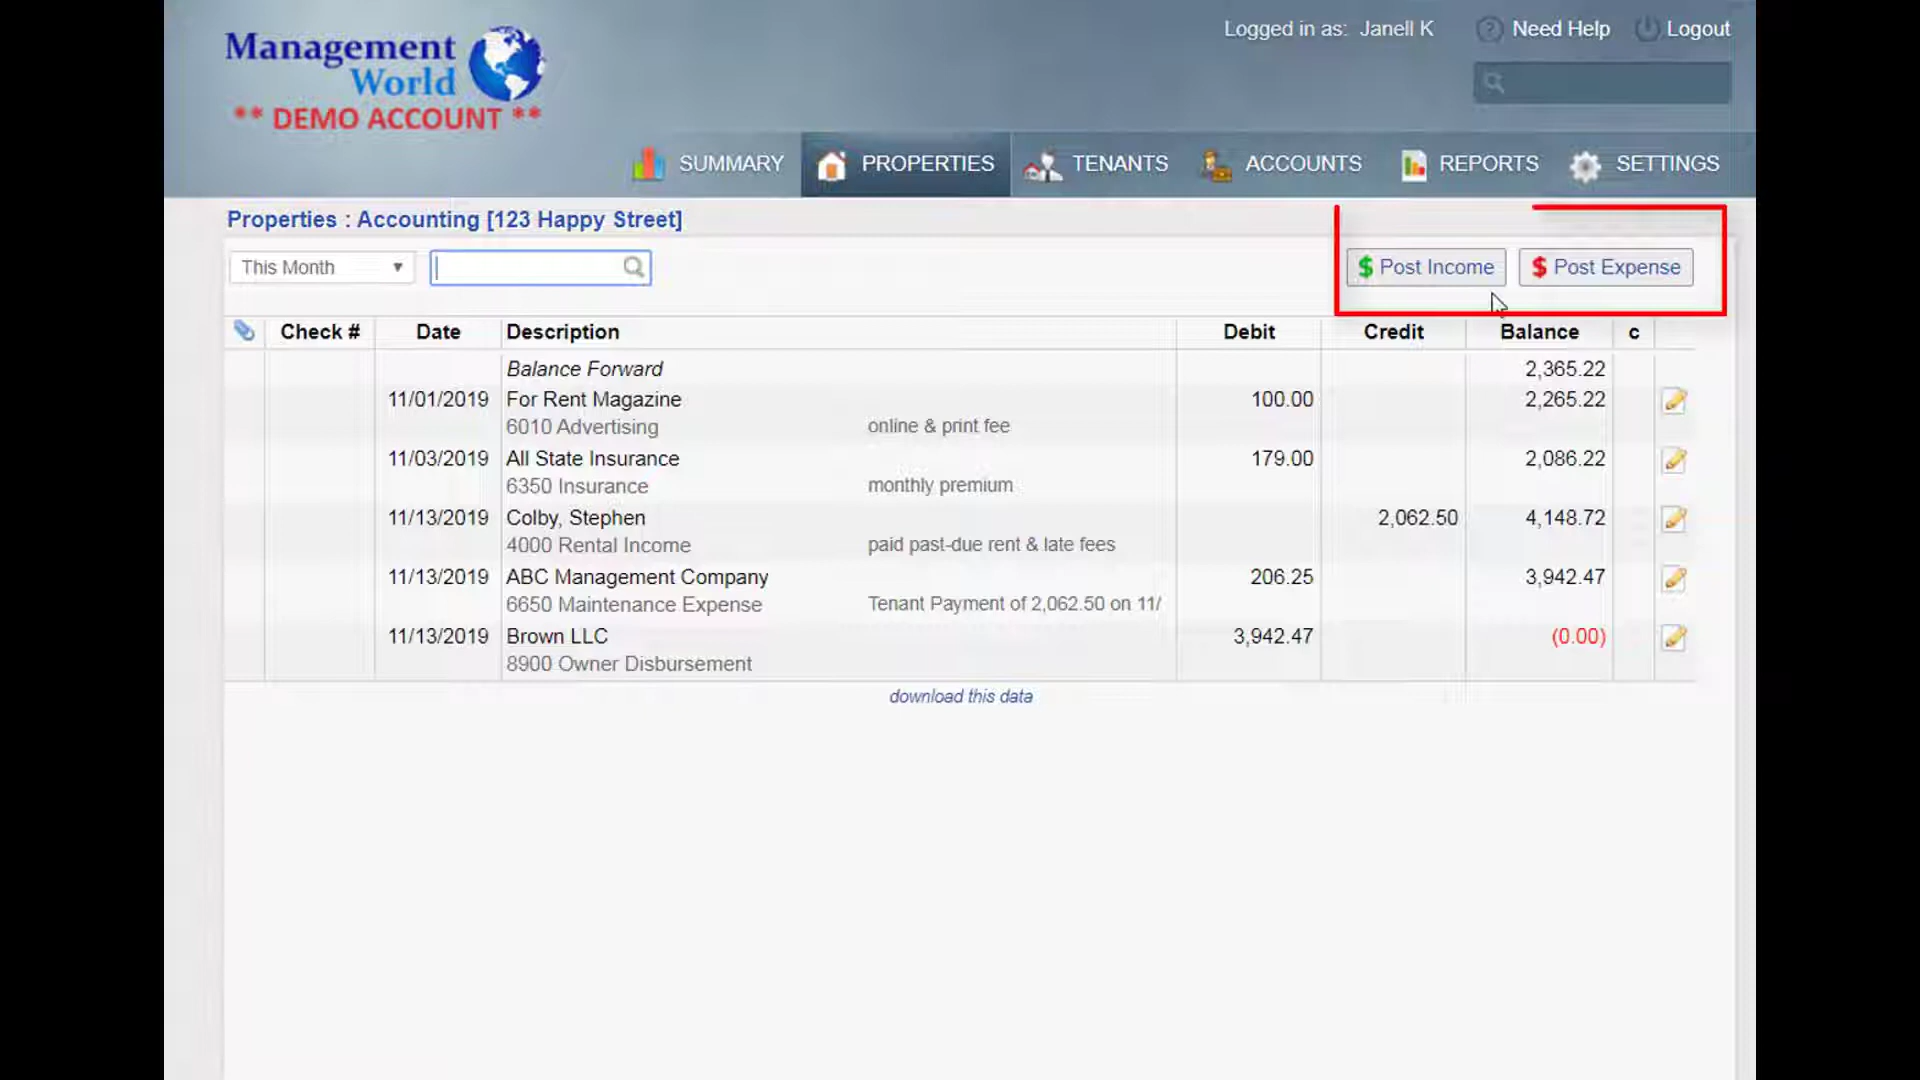 Management
World
** DEMO ACCOUNT **
Logged in as: Janell K
Need Help
Logout
SUMMARY
PROPERTIES
TENANTS
ACCOUNTS
REPORTS
SETTINGS
Properties : Accounting [123 Happy Street]
This Month
$ Post Income
$ Post Expense
Check # Date Description Debit Credit Balance c
Balance Forward 2,365.22
11/01/2019 For Rent Magazine 100.00 2,265.22
6010 Advertising online & print fee
11/03/2019 All State Insurance 179.00 2,086.22
6350 Insurance monthly premium
11/13/2019 Colby, Stephen 2,062.50 4,148.72
4000 Rental Income paid past-due rent & late fees
11/13/2019 ABC Management Company 206.25 3,942.47
6650 Maintenance Expense Tenant Payment of 2,062.50 on 11/
11/13/2019 Brown LLC 3,942.47 (0.00)
8900 Owner Disbursement
download this data